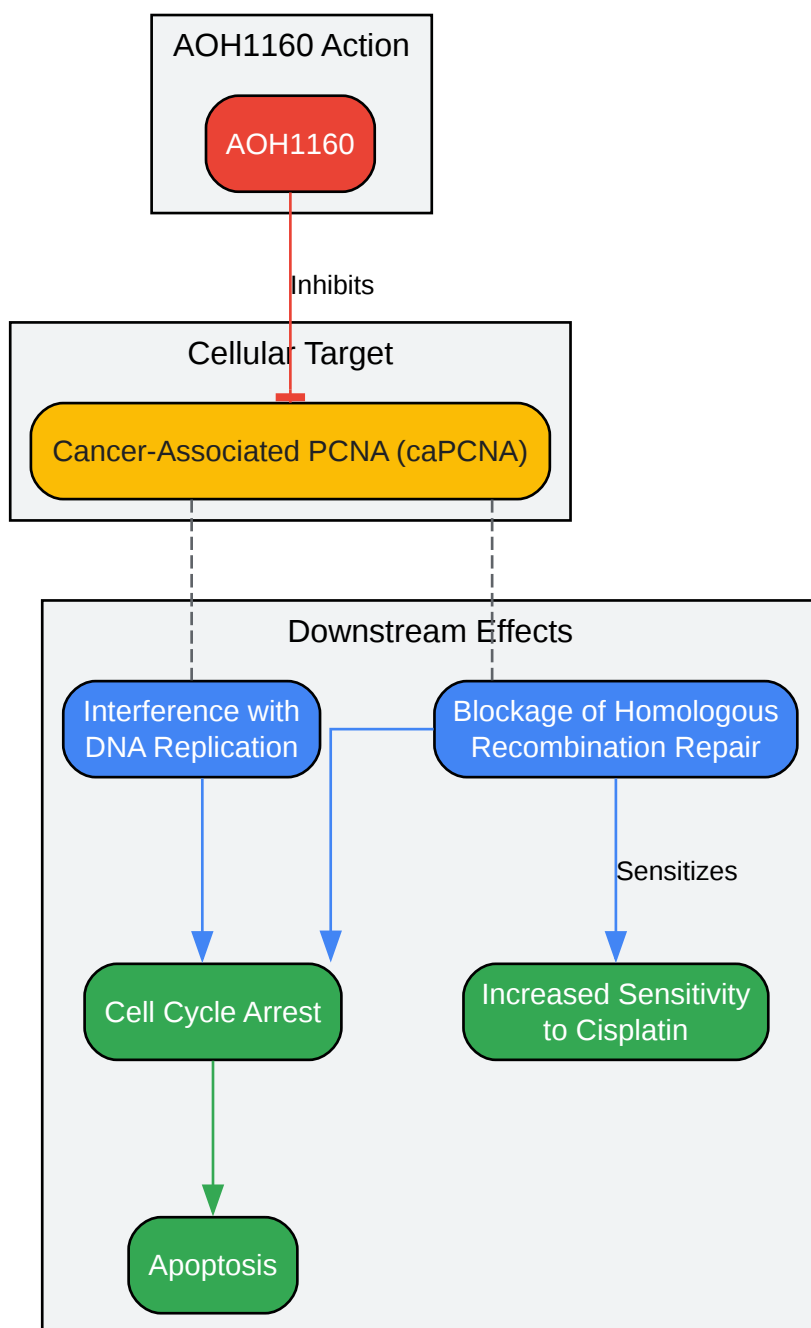 AOH1160 Action
AOH1160
Inhibits
Cellular Target
Cancer-Associated PCNA (caPCNA)
Downstream Effects
Interference with
DNA Replication
Blockage of Homologous
Recombination Repair
Sensitizes
Cell Cycle Arrest
Increased Sensitivity
to Cisplatin
Apoptosis